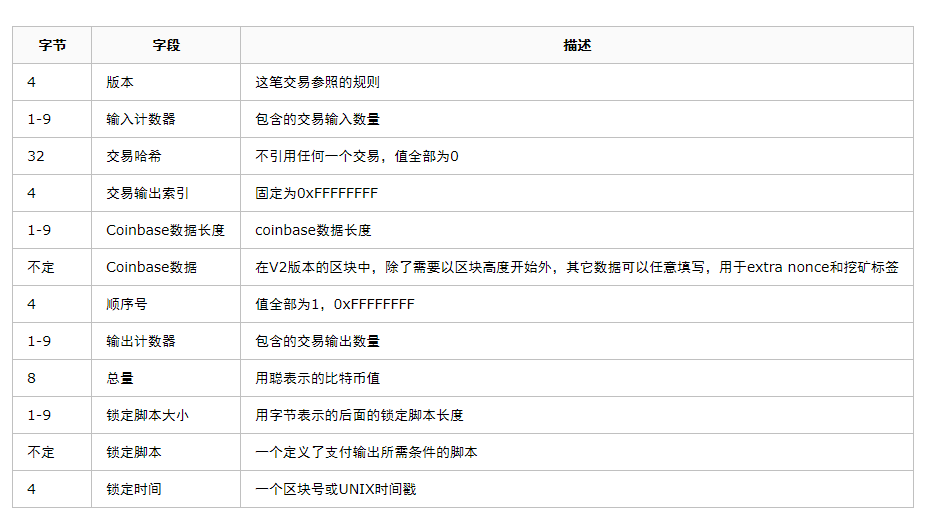 字节 字段 描述
4 版本 这笔交易参照的规则
1-9 输入计数器 包含的交易输入数量
32 交易哈希 不引用任何一个交易，值全部为0
4 交易输出索引 固定为0xFFFFFFFF
1-9 Coinbase数据长度 coinbase数据长度
不定 Coinbase数据 在V2版本的区块中，除了需要以区块高度开始外，其它数据可以任意填写，用于extra nonce和挖矿标签
4 顺序号 值全部为1，0xFFFFFFFF
1-9 输出计数器 包含的交易输出数量
8 总量 用聪表示的比特币值
1-9 锁定脚本大小 用字节表示的后面的锁定脚本长度
不定 锁定脚本 一个定义了支付输出所需条件的脚本
4 锁定时间 一个区块号或UNIX时间戳